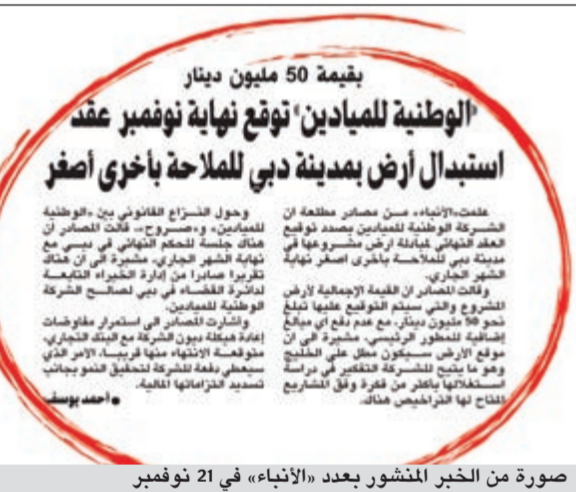 بقيمة 50 مليون دينار
"الوطنية للميادين" توقع نهاية نوفمبر عقد
استبدال أرض بمدينة دبي للملاحة بأخرى أصغر
علمت «الأنباء» من مصادر مطلعة ان
الشركة الوطنية للميادين بصدد توقيع
العقد النهائي لمبادلة ارض مشروعها في
مدينة دبي للملاحة بأخرى اصغر نهاية
الشهر الجاري.
وقالت المصادر ان القيمة الإجمالية لأرض
المشروع والتي سيتم التوقيع عليها تبلغ
نحو 50 مليون دينار، مع عدم دفع أي مبالغ
إضافية للمطور الرئيسي، مشيرة الى ان
موقع الارض سيكون مطل على الخليج
وهو ما يتيح للشركة التفكير في دراسة
استغلالها بأكثر من فكرة وفق المشاريع
المتاح لها التراخيص هناك.
وحول النزاع القانوني بين «الوطنية
للميادين» و«صروح»، قالت المصادر أن
هناك جلسة للحكم النهائي في دبي مع
نهاية الشهر الجاري، مشيرة الى أن هناك
تقريرا صادرا من إدارة الخبراء التابعة
لدائرة القضاء في دبي لصالح الشركة
الوطنية للميادين.
واشارت المصادر الى استمرار مفاوضات
إعادة هيكلة ديون الشركة مع البنك التجاري،
متوقعة الانتهاء منها قريبا، الامر الذي
سيعطي دفعة للشركة لتحقيق النمو بجانب
تسديد التزاماتها المالية.
● أحمد يوسف
صورة من الخبر المنشور بعدد «الأنباء» في 21 نوفمبر